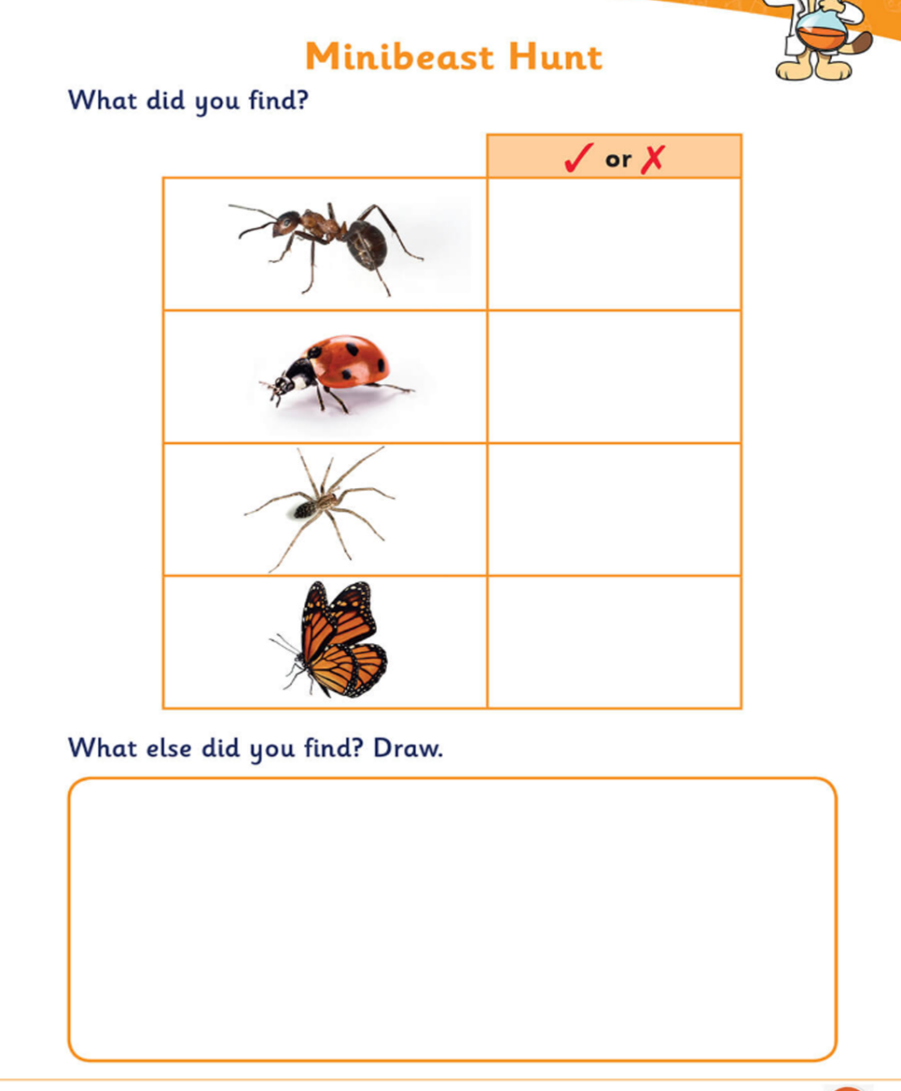 Minibeast Hunt
What did you find?
✓ or ✗
What else did you find? Draw.